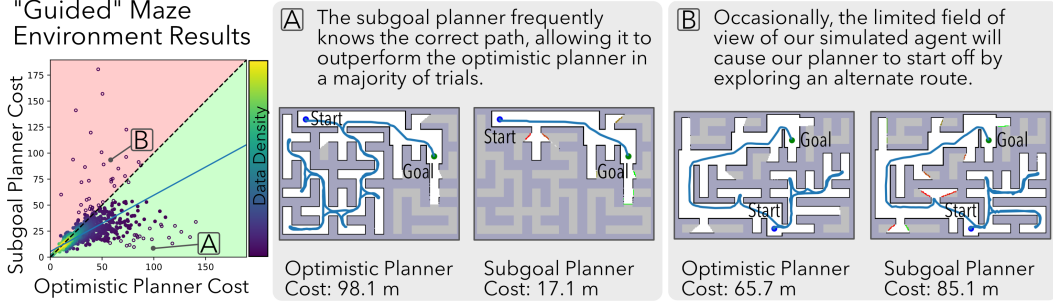 "Guided" Maze
Environment Results
Subgoal Planner Cost
175
150
125
100
75
50
25
0
0
50
100
150
Optimistic Planner Cost
Data Density
B
A
A
The subgoal planner frequently
knows the correct path, allowing it to
outperform the optimistic planner in
a majority of trials.
Start
Goal
Start
Goal
Optimistic Planner
Cost: 98.1 m
Subgoal Planner
Cost: 17.1 m
B
Occasionally, the limited field of
view of our simulated agent will
cause our planner to start off by
exploring an alternate route.
Goal
Start
Goal
Start
Optimistic Planner
Cost: 65.7 m
Subgoal Planner
Cost: 85.1 m